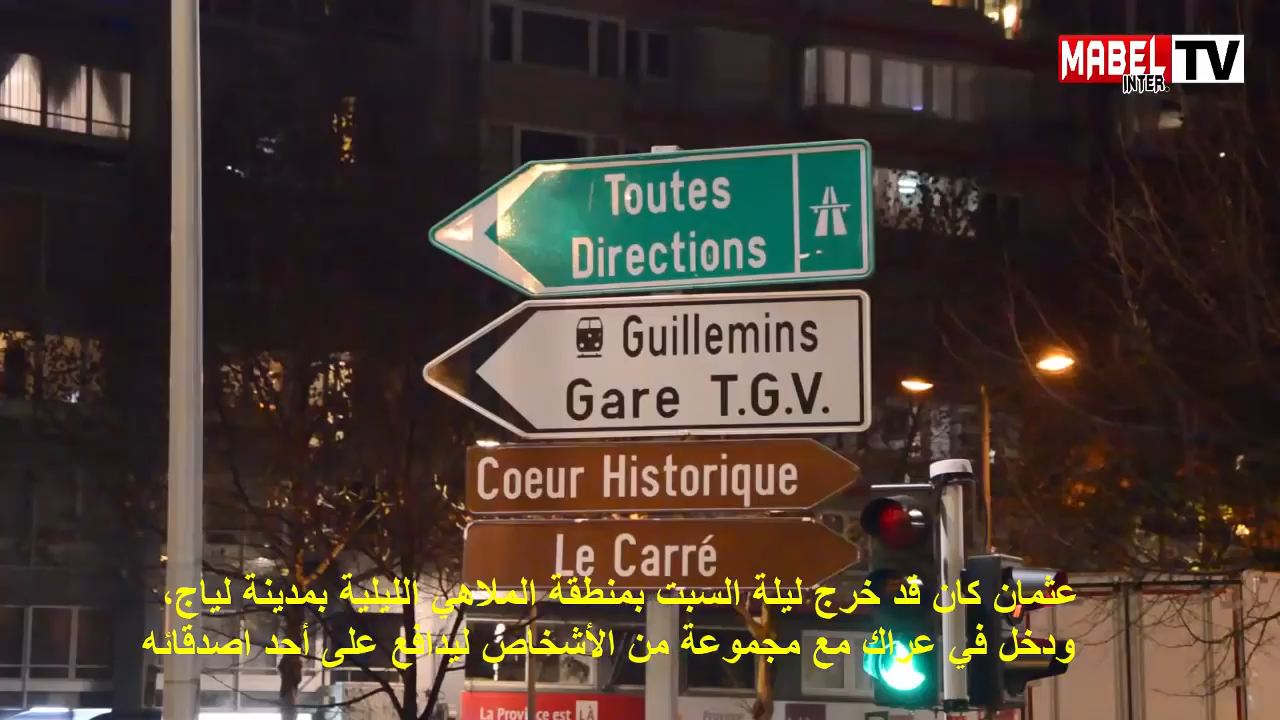 MABEL TV
INTER.
Toutes
Directions
Guillemins
Gare T.G.V.
Coeur Historique
Le Carré
عثمان كان قد خرج ليلة السبت بمنطقة الملاهي الليلية بمدينة لياج،
ودخل في عراك مع مجموعة من الأشخاص ليدافع على أحد اصدقائه
La Province est LÀ